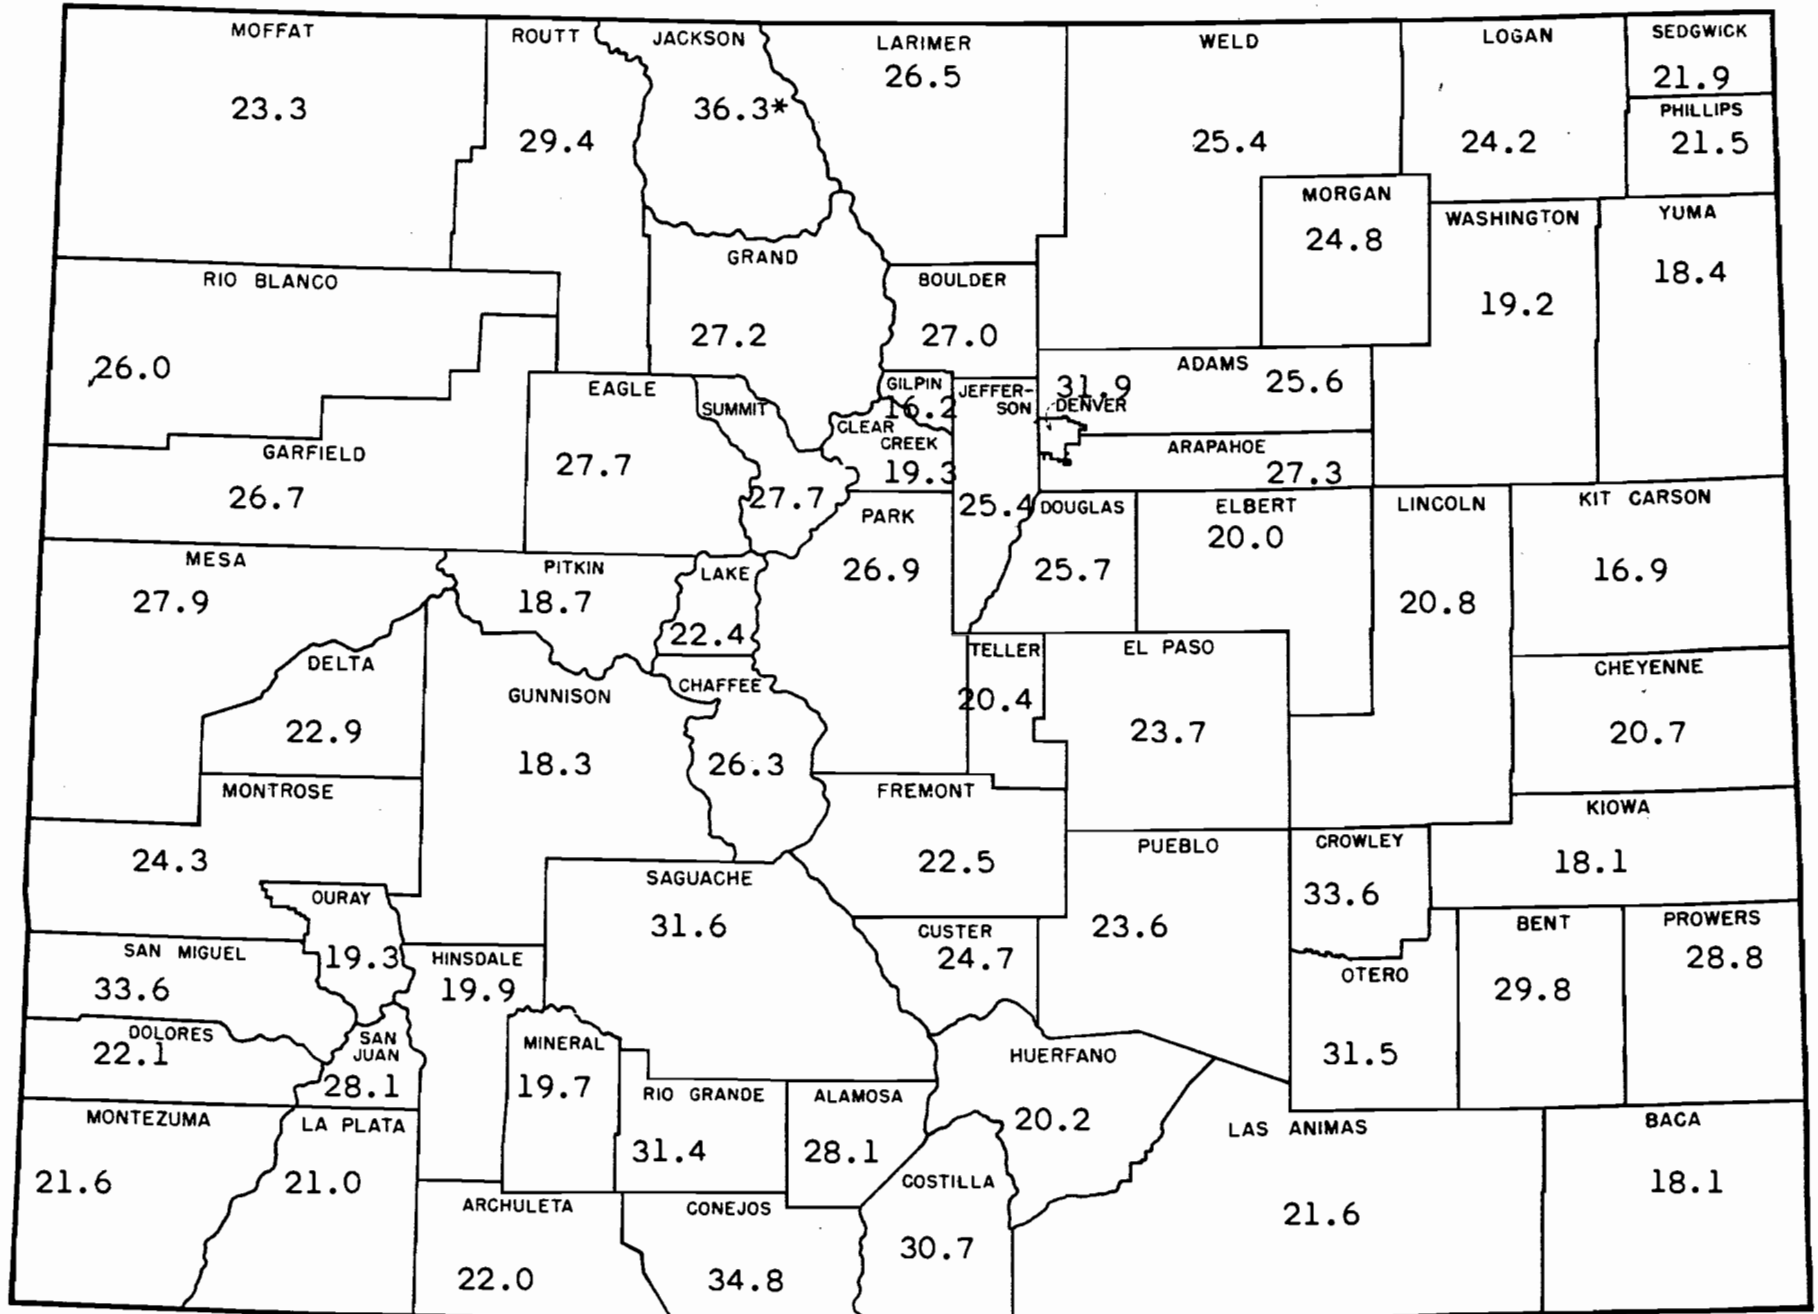 MOFFAT
23.3
ROUTT
29.4
JACKSON
36.3*
LARIMER
26.5
WELD
25.4
LOGAN
24.2
SEDGWICK
21.9
PHILLIPS
21.5
MORGAN
24.8
WASHINGTON
19.2
YUMA
18.4
RIO BLANCO
26.0
GRAND
27.2
BOULDER
27.0
GARFIELD
26.7
EAGLE
27.7
SUMMIT
27.7
GILPIN
16.2
CLEAR
CREEK
19.3
JEFFER-
SON
25.4
31.9
DENVER
ADAMS
25.6
ARAPAHOE
27.3
MESA
27.9
PITKIN
18.7
LAKE
22.4
PARK
26.9
DOUGLAS
25.7
ELBERT
20.0
LINCOLN
20.8
KIT CARSON
16.9
DELTA
22.9
GUNNISON
18.3
CHAFFEE
26.3
TELLER
20.4
EL PASO
23.7
CHEYENNE
20.7
MONTROSE
24.3
FREMONT
22.5
KIOWA
18.1
OURAY
19.3
SAGUACHE
31.6
PUEBLO
23.6
CROWLEY
33.6
SAN MIGUEL
33.6
HINSDALE
19.9
CUSTER
24.7
OTERO
31.5
BENT
29.8
PROWERS
28.8
DOLORES
22.1
SAN
JUAN
28.1
MINERAL
19.7
RIO GRANDE
31.4
ALAMOSA
28.1
HUERFANO
20.2
MONTEZUMA
21.6
LA PLATA
21.0
ARCHULETA
22.0
CONEJOS
34.8
COSTILLA
30.7
LAS ANIMAS
21.6
BACA
18.1